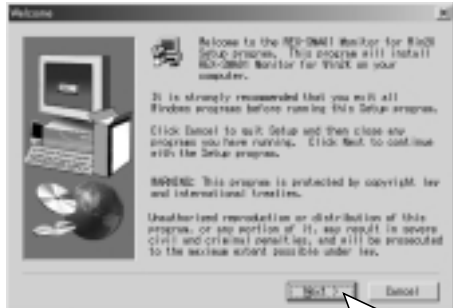 Welcome
Welcome to the REX-SMA01 Monitor for Win2K
Setup program. This program will install
REX-SMA01 Monitor for Win2K on your
computer.
It is strongly recommended that you exit all
Windows programs before running this Setup program.
Click Cancel to quit Setup and then close any
programs you have running. Click Next to continue
with the Setup program.
WARNING: This program is protected by copyright law
and international treaties.
Unauthorized reproduction or distribution of this
program, or any portion of it, may result in severe
civil and criminal penalties, and will be prosecuted
to the maximum extent possible under law.
Next >
Cancel